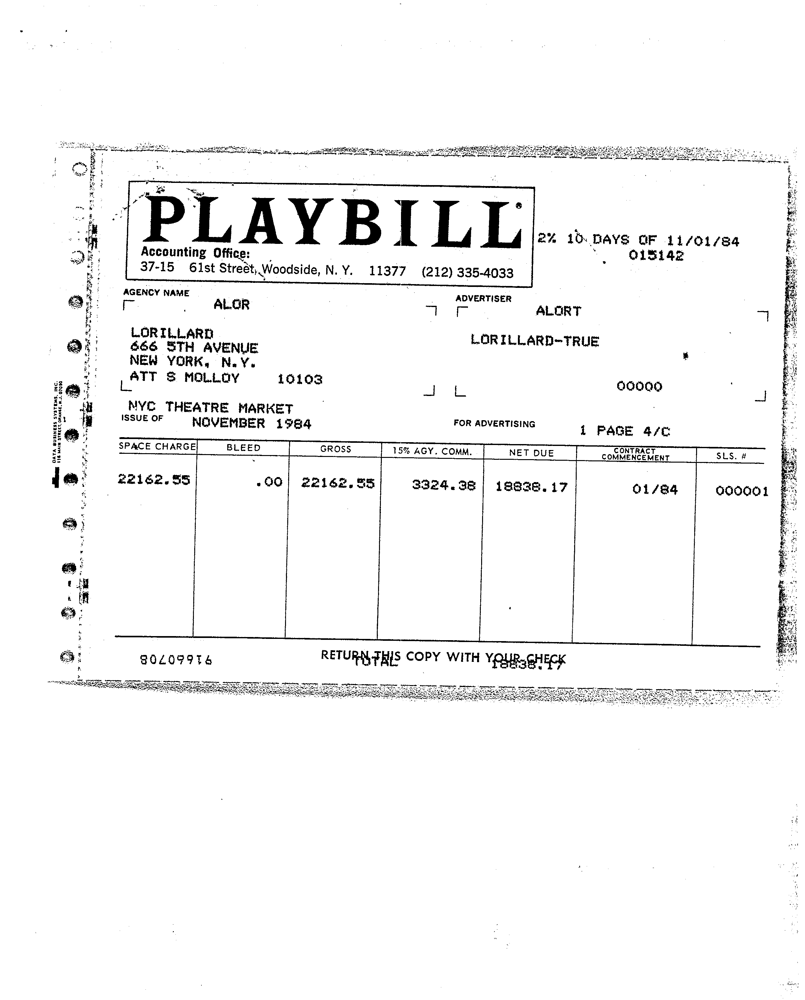 PLAYBILL®
Accounting Office:
37-15 61st Street, Woodside, N. Y. 11377 (212) 335-4033
2% 10 DAYS OF 11/01/84
015142
AGENCY NAME
ALOR
ADVERTISER
ALORT
LORILLARD
666 5TH AVENUE
NEW YORK, N.Y.
ATT S MOLLOY 10103
LORILLARD-TRUE
00000
NYC THEATRE MARKET
ISSUE OF NOVEMBER 1984
FOR ADVERTISING 1 PAGE 4/C
SPACE CHARGE BLEED GROSS 15% AGY. COMM. NET DUE CONTRACT COMMENCEMENT SLS. #
22162.55 .00 22162.55 3324.38 18838.17 01/84 000001
RETURN THIS COPY WITH YOUR CHECK
TOTAL 18838.17
91660708
DATA BUSINESS SYSTEMS, INC.